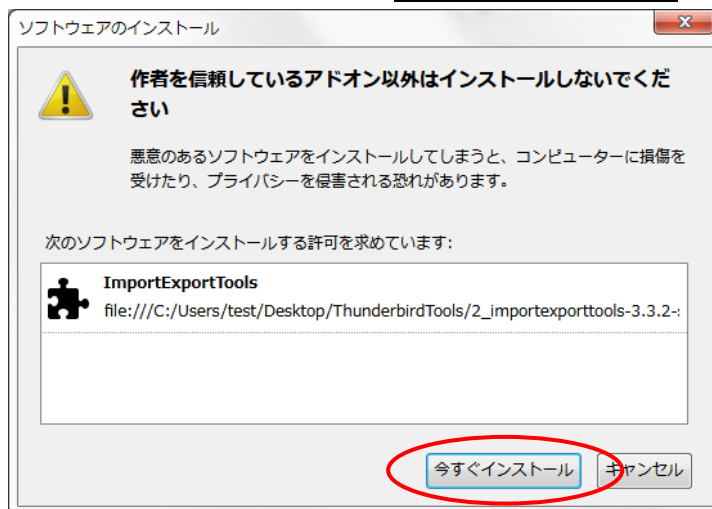 ソフトウェアのインストール
作者を信頼しているアドオン以外はインストールしないでくだ
さい
悪意のあるソフトウェアをインストールしてしまうと、コンピューターに損傷を
受けたり、プライバシーを侵害される恐れがあります。
次のソフトウェアをインストールする許可を求めています:
ImportExportTools
file:///C:/Users/test/Desktop/ThunderbirdTools/2_importexporttools-3.3.2-
今すぐインストール
キャンセル